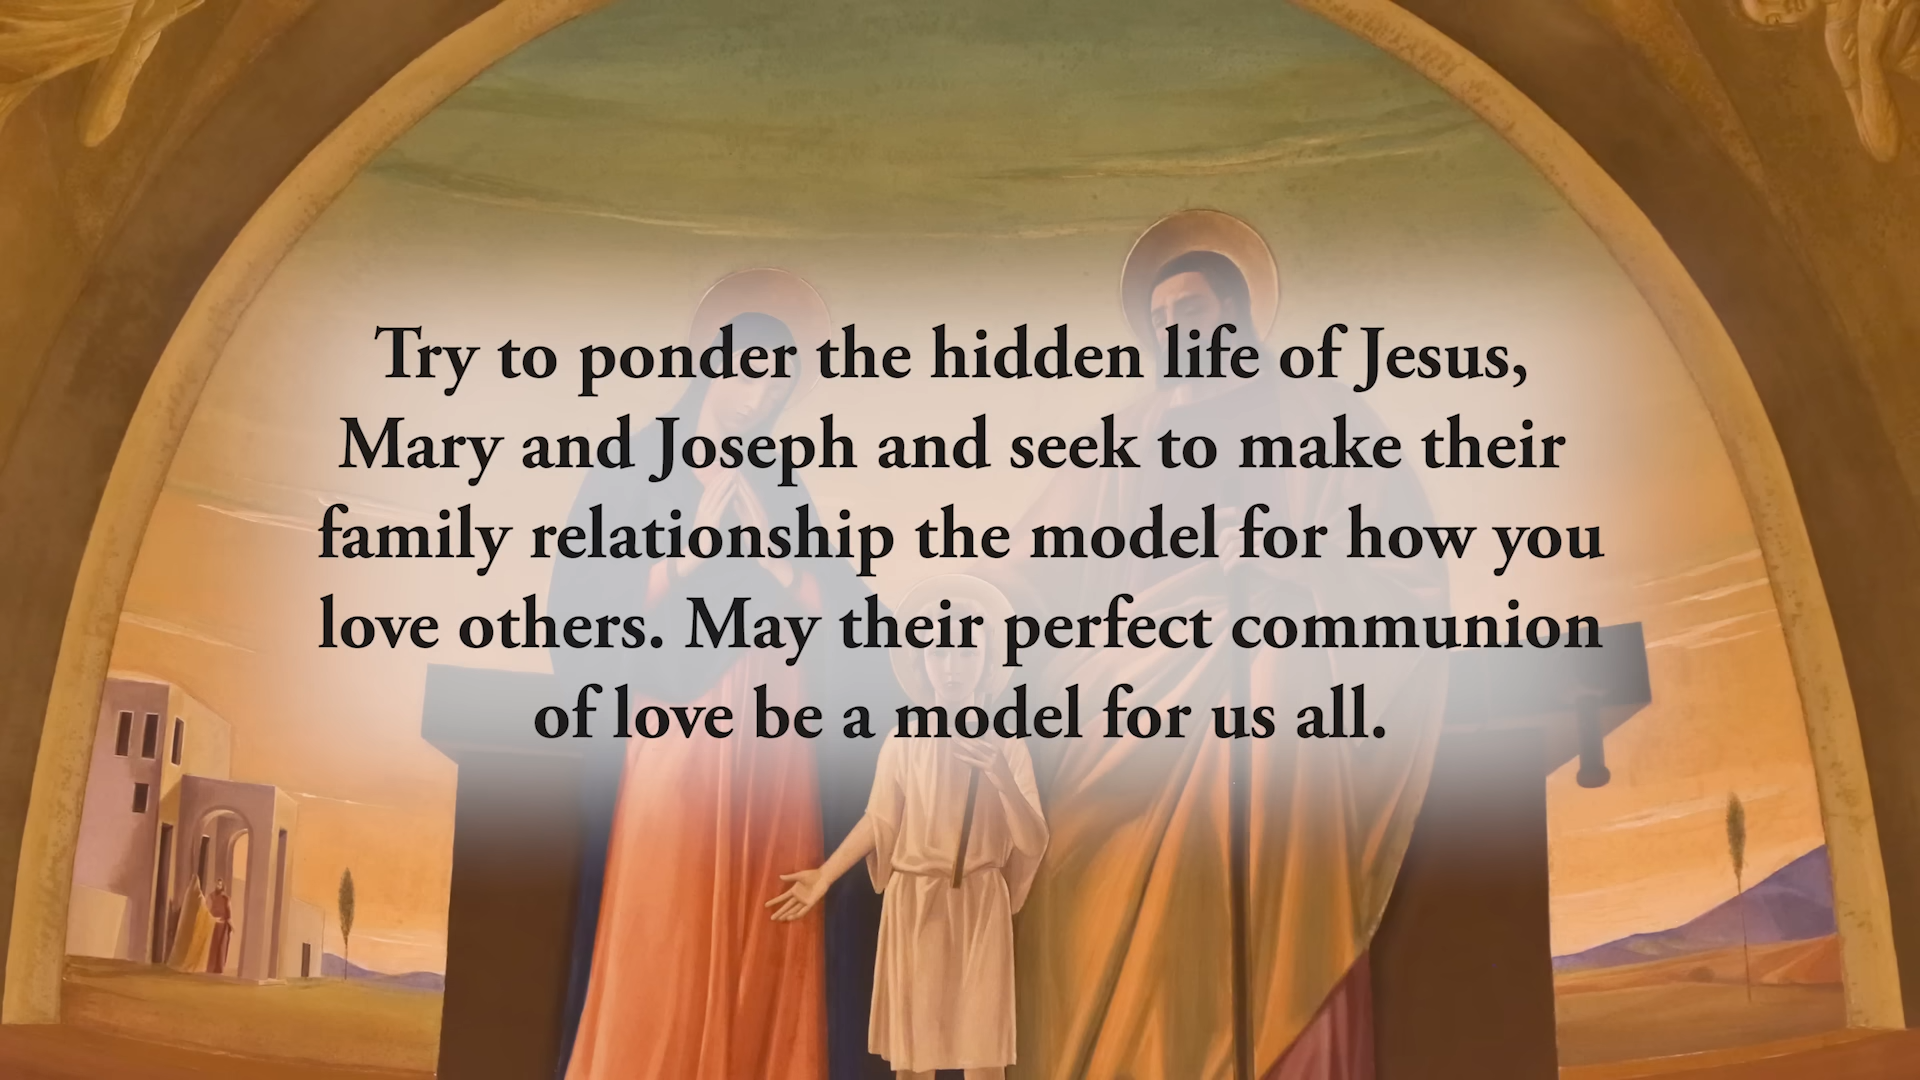 Try to ponder the hidden life of Jesus,
Mary and Joseph and seek to make their
family relationship the model for how you
love others. May their perfect communion
of love be a model for us all.